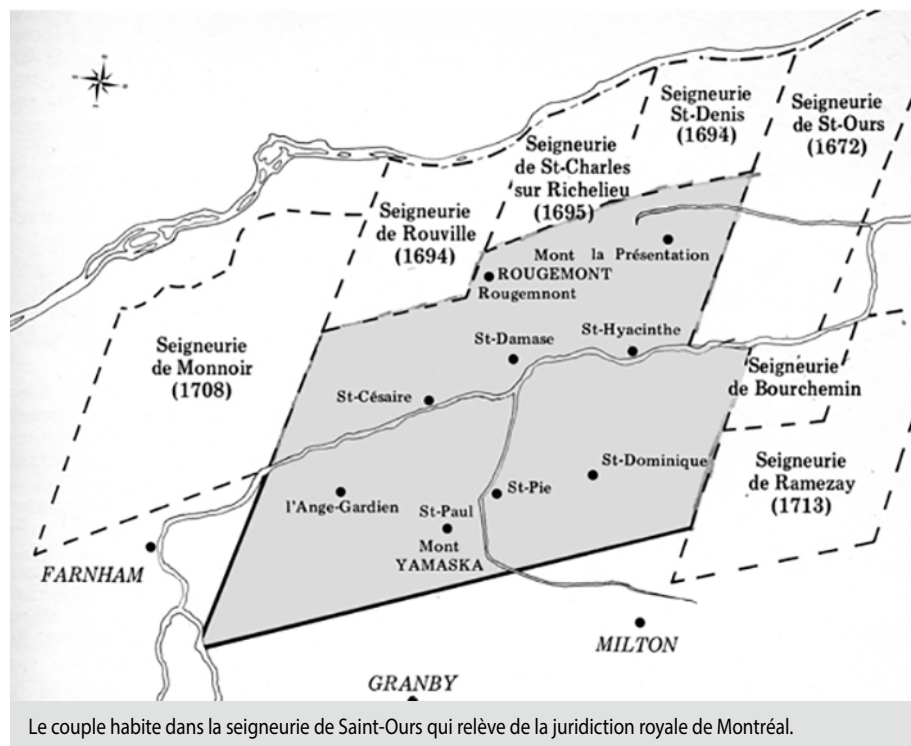 Seigneurie
St-Denis
(1694)
Seigneurie
de St-Ours
(1672)
Seigneurie
de St-Charles
sur Richelieu
(1695)
Seigneurie
de Rouville
(1694)
Mont la Présentation
ROUGEMONT
Rougemnont
Seigneurie
de Monnoir
(1708)
St-Damase
St-Hyacinthe
St-Césaire
Seigneurie
de Bourchemin
St-Dominique
Seigneurie
de Ramezay
(1713)
l'Ange-Gardien
St-Pie
St-Paul
Mont
YAMASKA
FARNHAM
MILTON
GRANBY
Le couple habite dans la seigneurie de Saint-Ours qui relève de la juridiction royale de Montréal.